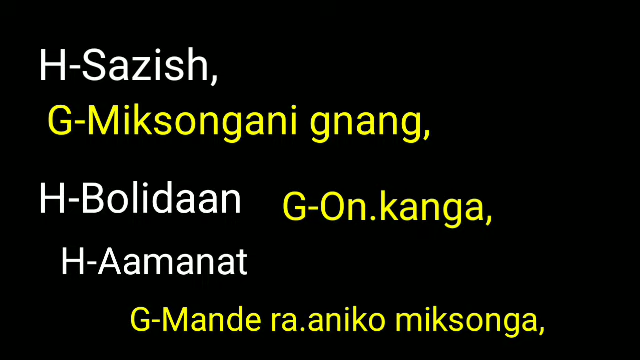 H-Sazish,
G-Miksongani gnang,
H-Bolidaan G-On.kanga,
H-Aamanat
G-Mande ra.aniko miksonga,